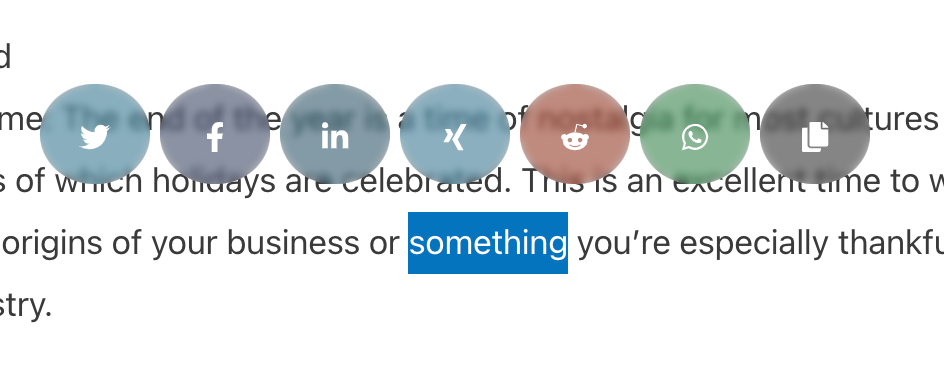 d
me. The end of the year is a time of nostalgia for most cultures
s of which holidays are celebrated. This is an excellent time to w
origins of your business or something you’re especially thankfu
stry.